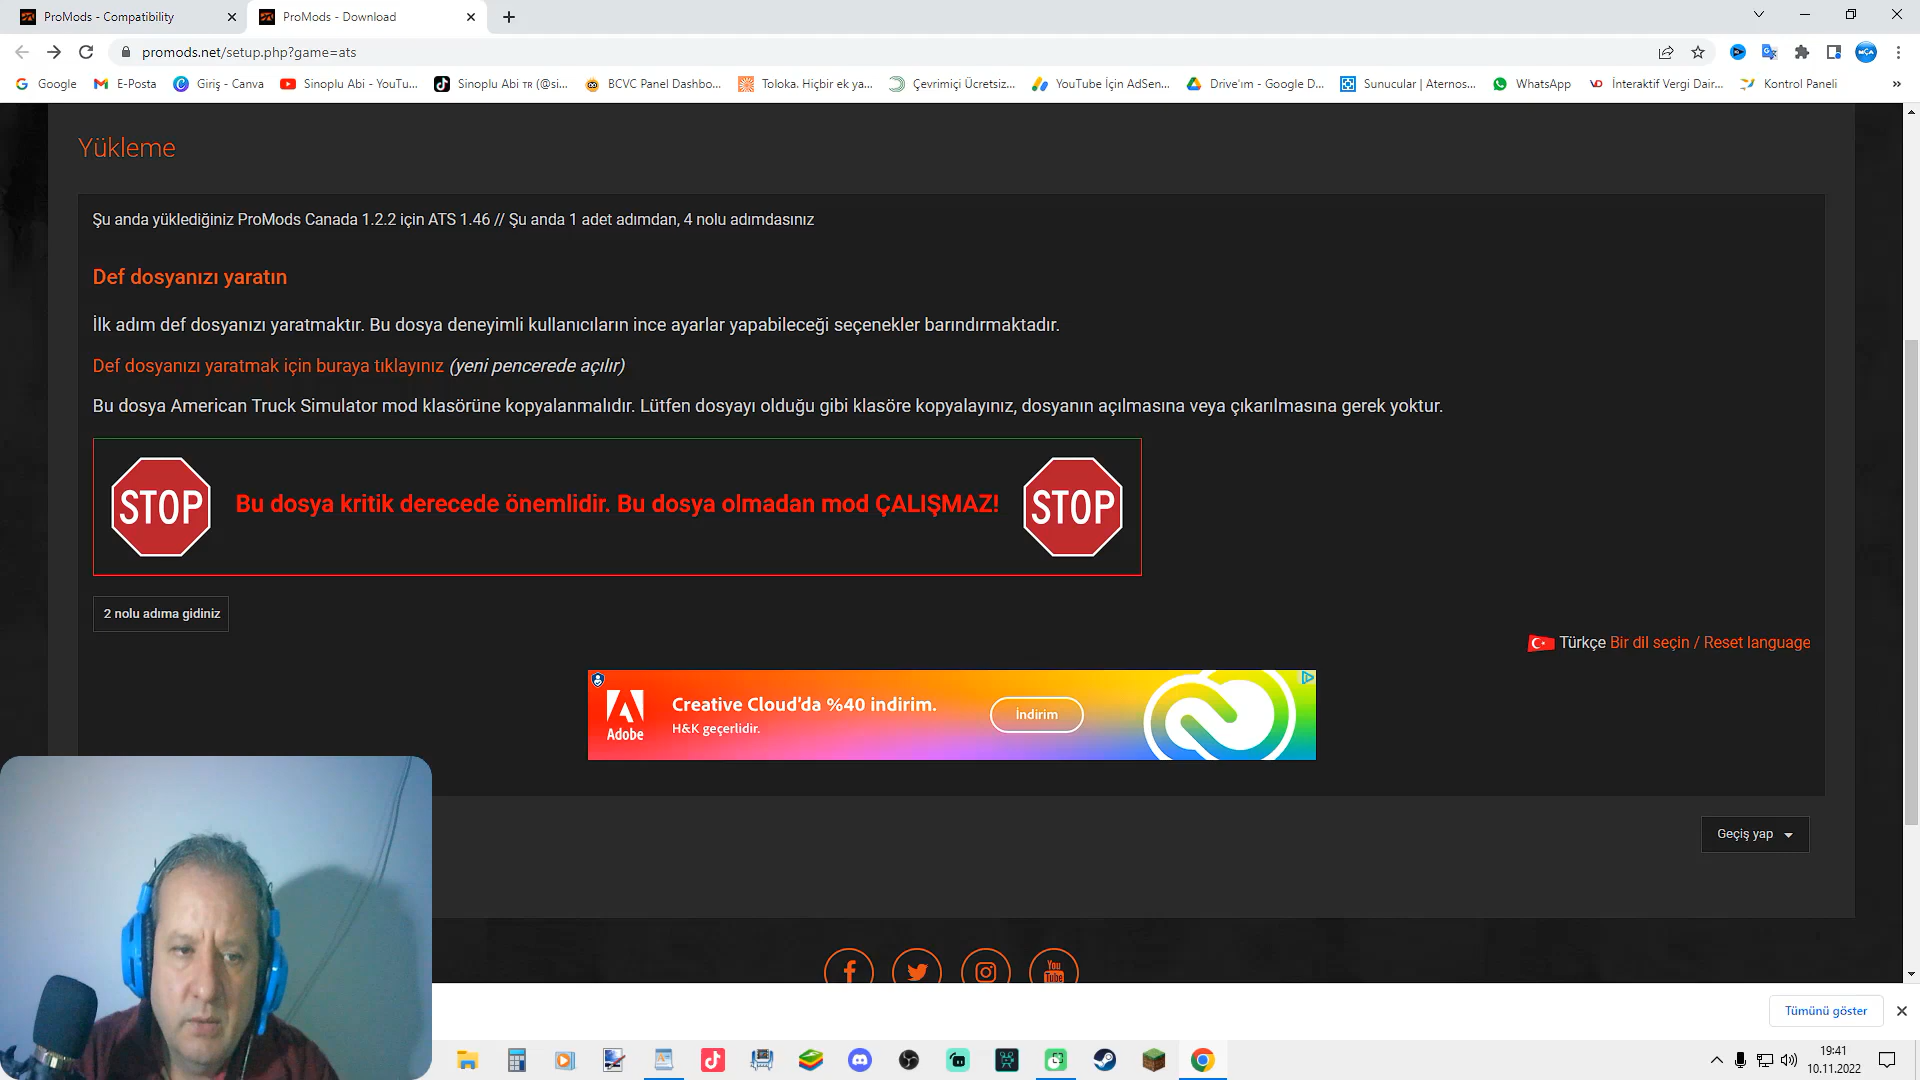 ProMods - Compatibility
ProMods - Download
promods.net/setup.php?game=ats
Google
E-Posta
Giriş - Canva
Sinoplu Abi - YouTu...
Sinoplu Abi TR (@si...
BCVC Panel Dashbo...
Toloka. Hiçbir ek ya...
Çevrimiçi Ücretsiz...
YouTube İçin AdSen...
Drive'ım - Google D...
Sunucular | Aternos...
WhatsApp
İnteraktif Vergi Dair...
Kontrol Paneli
»
Yükleme
Şu anda yüklediğiniz ProMods Canada 1.2.2 için ATS 1.46 // Şu anda 1 adet adımdan, 4 nolu adımdasınız
Def dosyanızı yaratın
İlk adım def dosyanızı yaratmaktır. Bu dosya deneyimli kullanıcıların ince ayarlar yapabileceği seçenekler barındırmaktadır.
Def dosyanızı yaratmak için buraya tıklayınız (yeni pencerede açılır)
Bu dosya American Truck Simulator mod klasörüne kopyalanmalıdır. Lütfen dosyayı olduğu gibi klasöre kopyalayınız, dosyanın açılmasına veya çıkarılmasına gerek yoktur.
STOP Bu dosya kritik derecede önemlidir. Bu dosya olmadan mod ÇALIŞMAZ! STOP
2 nolu adıma gidiniz
Türkçe Bir dil seçin / Reset language
Adobe
Creative Cloud'da %40 indirim.
H&K geçerlidir.
İndirim
Geçiş yap
You
Tube
Tümünü göster
19:41
10.11.2022